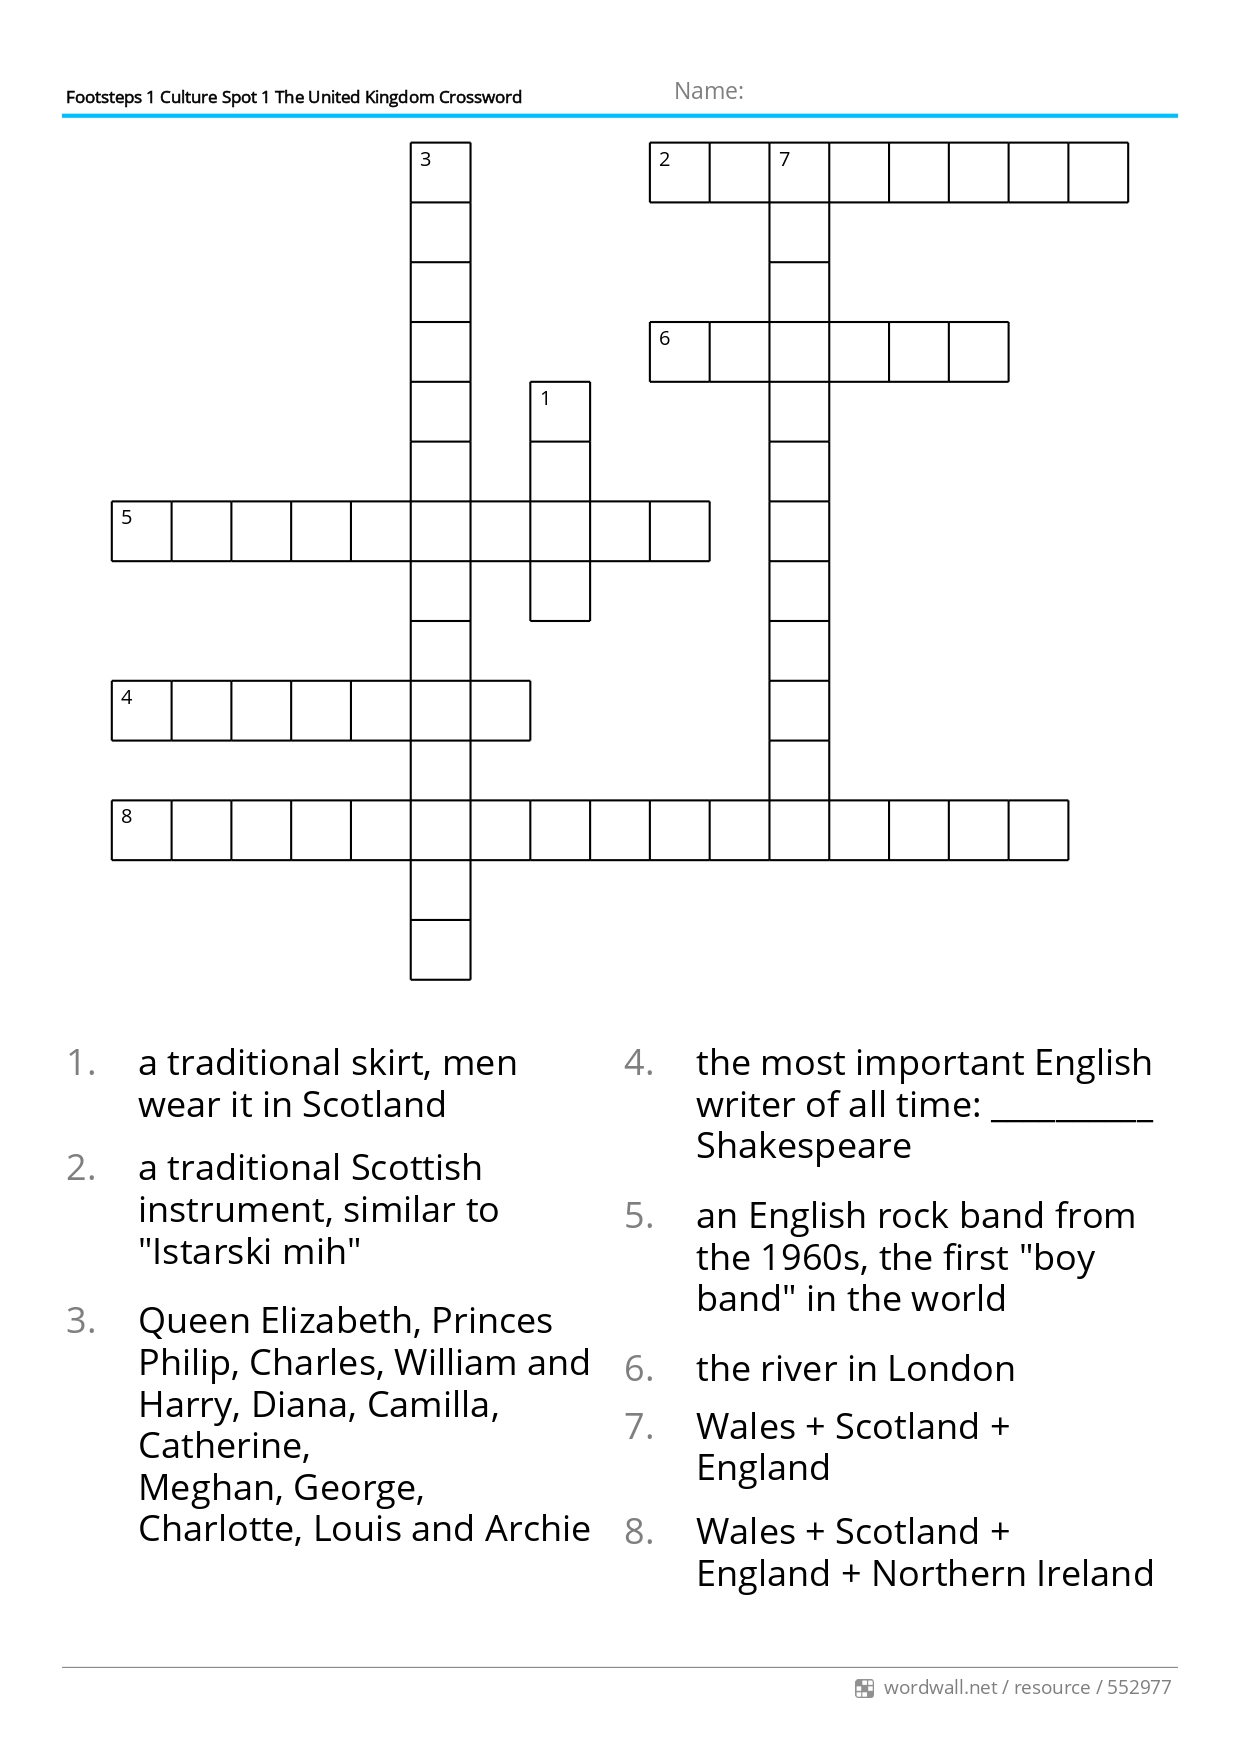 Footsteps 1 Culture Spot 1 The United Kingdom Crossword
Name:
3
2
7
6
1
5
4
8
1. a traditional skirt, men
wear it in Scotland
2. a traditional Scottish
instrument, similar to
"Istarski mih"
3. Queen Elizabeth, Princes
Philip, Charles, William and
Harry, Diana, Camilla,
Catherine,
Meghan, George,
Charlotte, Louis and Archie
4. the most important English
writer of all time: _________
Shakespeare
5. an English rock band from
the 1960s, the first "boy
band" in the world
6. the river in London
7. Wales + Scotland +
England
8. Wales + Scotland +
England + Northern Ireland
wordwall.net / resource / 552977